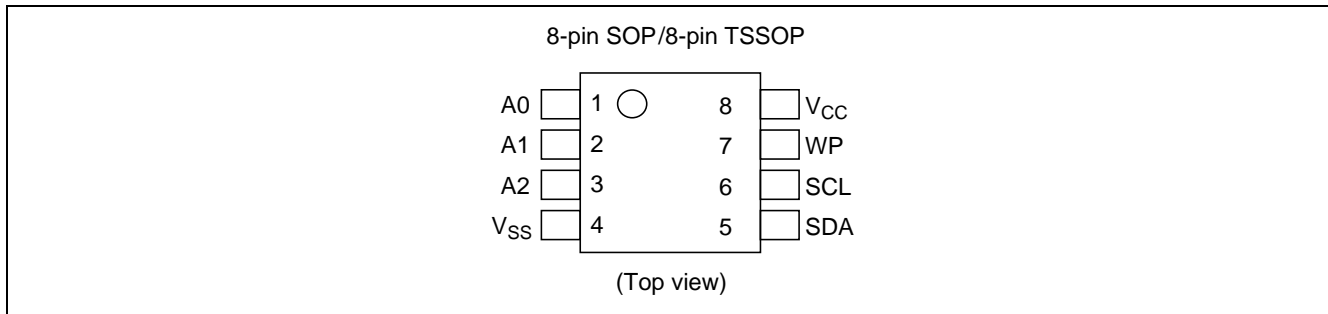 8-pin SOP/8-pin TSSOP
A0 1 8 VCC
A1 2 7 WP
A2 3 6 SCL
VSS 4 5 SDA
(Top view)